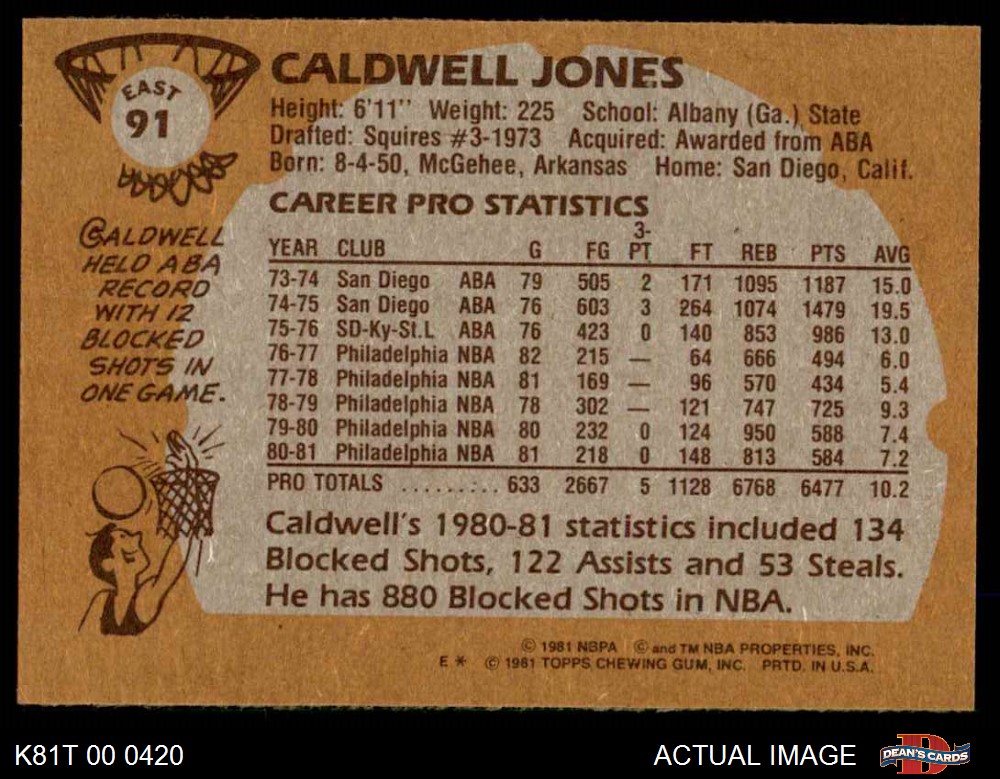 EAST
91
CALDWELL JONES
Height: 6'11" Weight: 225 School: Albany (Ga.) State
Drafted: Squires #3-1973 Acquired: Awarded from ABA
Born: 8-4-50, McGehee, Arkansas Home: San Diego, Calif.
CALDWELL
HELD ABA
RECORD
WITH 12
BLOCKED
SHOTS IN
ONE GAME.
CAREER PRO STATISTICS
YEAR CLUB G FG 3-PT FT REB PTS AVG
73-74 San Diego ABA 79 505 2 171 1095 1187 15.0
74-75 San Diego ABA 76 603 3 264 1074 1479 19.5
75-76 SD-Ky-St.L ABA 76 423 0 140 853 986 13.0
76-77 Philadelphia NBA 82 215 — 64 666 494 6.0
77-78 Philadelphia NBA 81 169 — 96 570 434 5.4
78-79 Philadelphia NBA 78 302 — 121 747 725 9.3
79-80 Philadelphia NBA 80 232 0 124 950 588 7.4
80-81 Philadelphia NBA 81 218 0 148 813 584 7.2
PRO TOTALS .......... 633 2667 5 1128 6768 6477 10.2
Caldwell's 1980-81 statistics included 134
Blocked Shots, 122 Assists and 53 Steals.
He has 880 Blocked Shots in NBA.
© 1981 NBPA © and TM NBA PROPERTIES, INC.
E * © 1981 TOPPS CHEWING GUM, INC. PRTD. IN U.S.A.
K81T 00 0420
ACTUAL IMAGE
D
DEAN'S CARDS